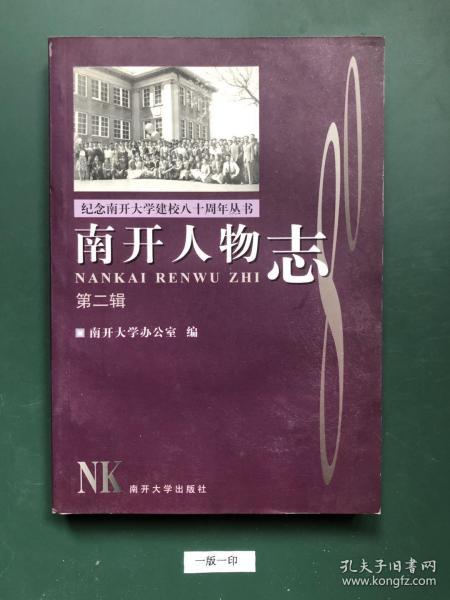 纪念南开大学建校八十周年丛书
南开人物志
NANKAI RENWU ZHI
第二辑
南开大学办公室 编
80
NK 南开大学出版社
一版一印
孔夫子旧书网
www.kongfz.com